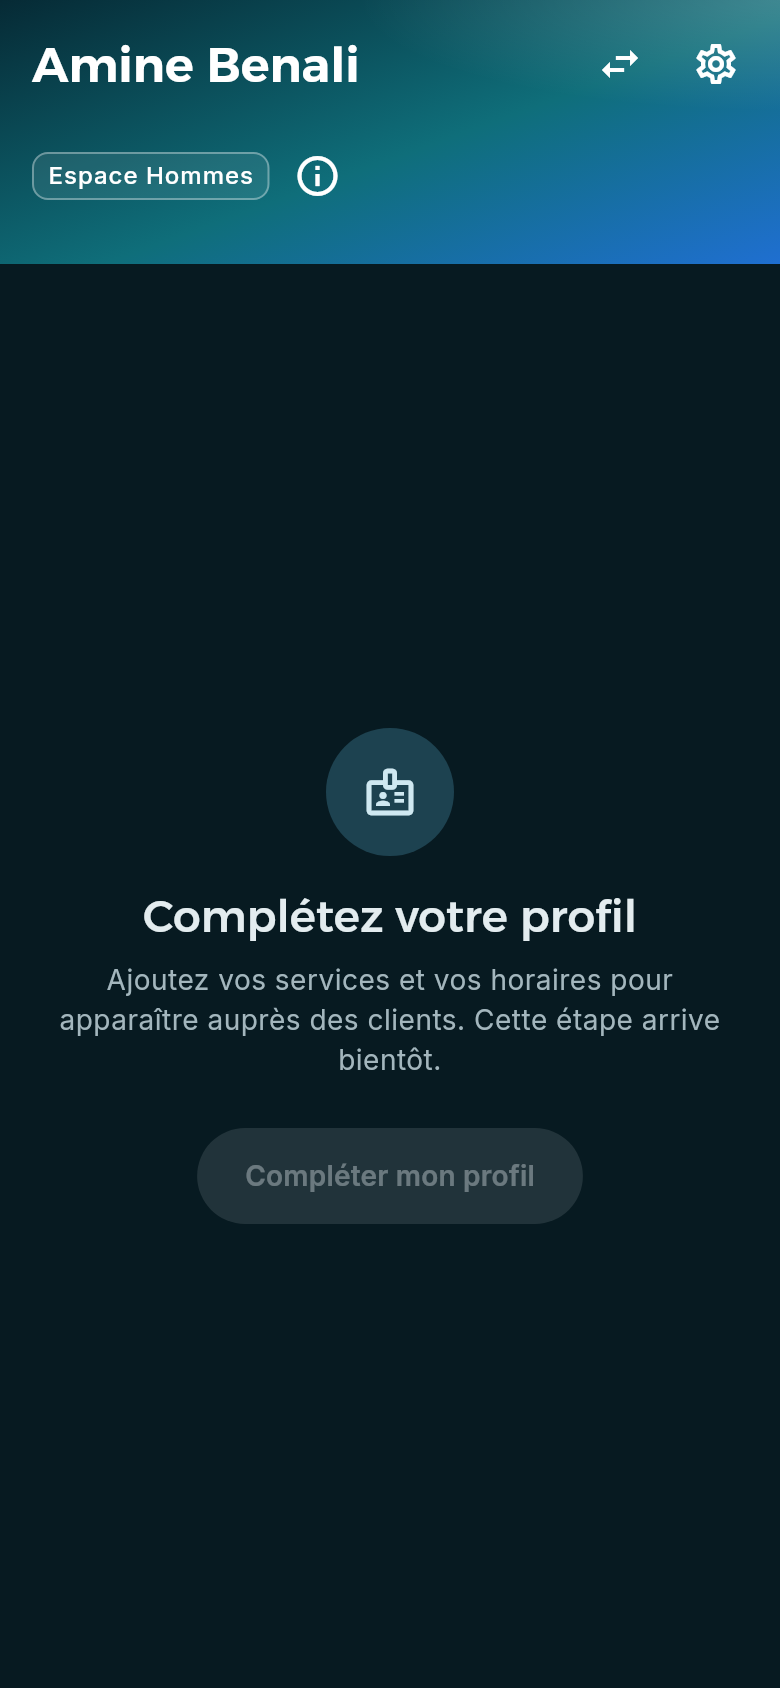 Amine Benali
Espace Hommes
Complétez votre profil
Ajoutez vos services et vos horaires pour
apparaître auprès des clients. Cette étape arrive
bientôt.
Compléter mon profil